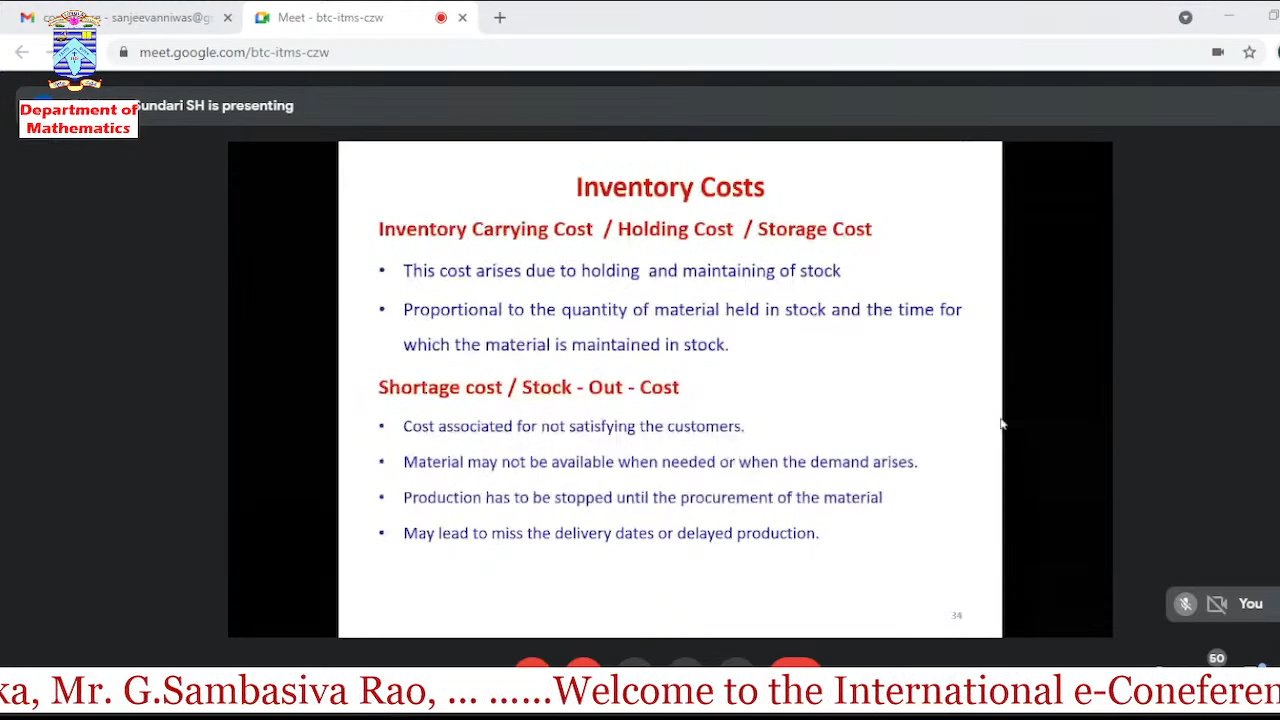 sanjeevanniwas@g
Meet - btc-itms-czw
meet.google.com/btc-itms-czw
Department of
Mathematics
undari SH is presenting
Inventory Costs
Inventory Carrying Cost / Holding Cost / Storage Cost
• This cost arises due to holding and maintaining of stock
• Proportional to the quantity of material held in stock and the time for
which the material is maintained in stock.
Shortage cost / Stock - Out - Cost
• Cost associated for not satisfying the customers.
• Material may not be available when needed or when the demand arises.
• Production has to be stopped until the procurement of the material
• May lead to miss the delivery dates or delayed production.
34
You
50
ka, Mr. G.Sambasiva Rao, ... ......Welcome to the International e-Coneferen